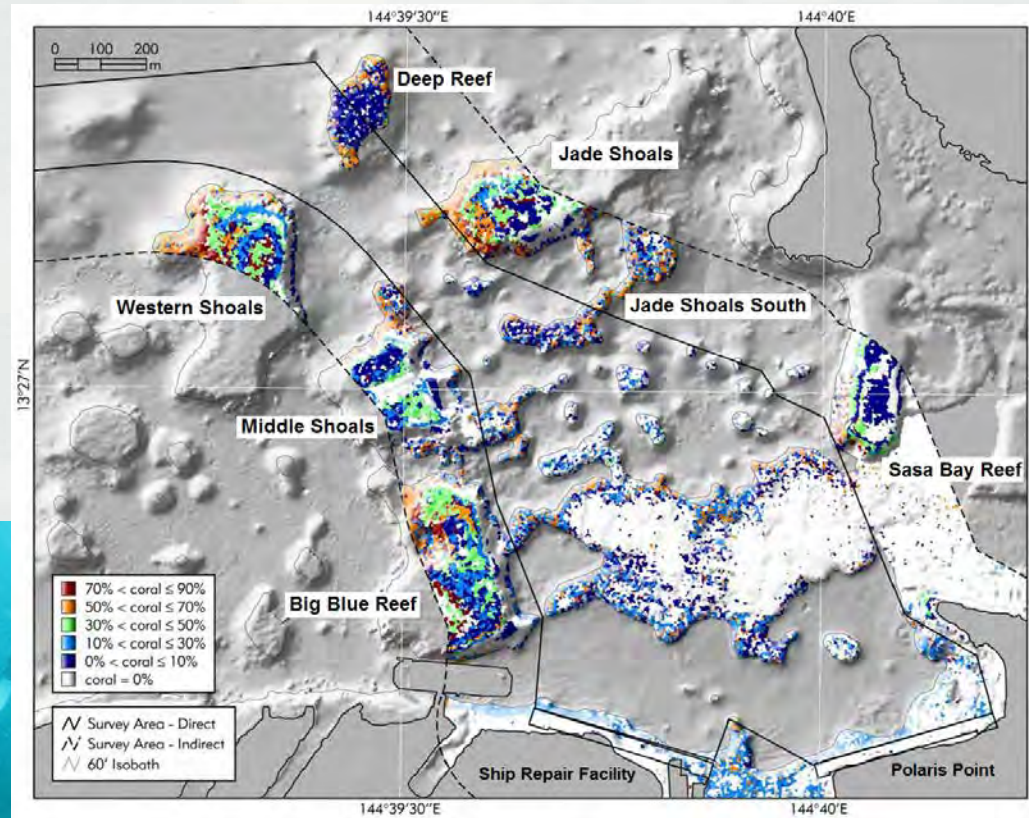 144°39'30"E
144°40'E
0 100 200
m
Deep Reef
Jade Shoals
Western Shoals
Jade Shoals South
13°27'N
Middle Shoals
Sasa Bay Reef
Big Blue Reef
70% < coral ≤ 90%
50% < coral ≤ 70%
30% < coral ≤ 50%
10% < coral ≤ 30%
0% < coral ≤ 10%
coral = 0%
Survey Area - Direct
Survey Area - Indirect
60' Isobath
Ship Repair Facility
Polaris Point
144°39'30"E
144°40'E